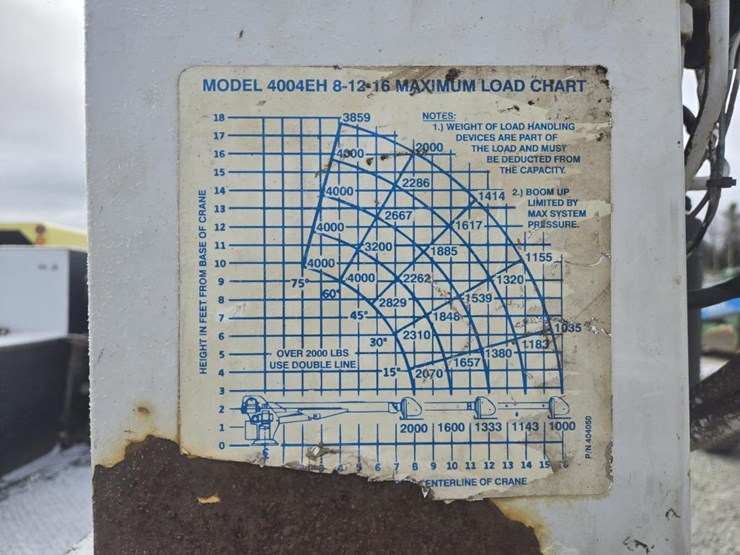 MODEL 4004EH 8-12-16 MAXIMUM LOAD CHART
NOTES:
1.) WEIGHT OF LOAD HANDLING
DEVICES ARE PART OF
THE LOAD AND MUST
BE DEDUCTED FROM
THE CAPACITY.
2.) BOOM UP
LIMITED BY
MAX SYSTEM
PRESSURE.
HEIGHT IN FEET FROM BASE OF CRANE
18
17
16
15
14
13
12
11
10
9
8
7
6
5
4
3
2
1
0
3859
4000
2000
4000
2286
1414
4000
2667
1617
4000
3200
1885
1155
75°
60°
4000
2262
1320
45°
2829
1848
1539
1035
30°
2310
1183
15°
2070
1657
1380
OVER 2000 LBS
USE DOUBLE LINE
2000 1600 1333 1143 1000
4 5 6 7 8 9 10 11 12 13 14 15
CENTERLINE OF CRANE
P/N 404050